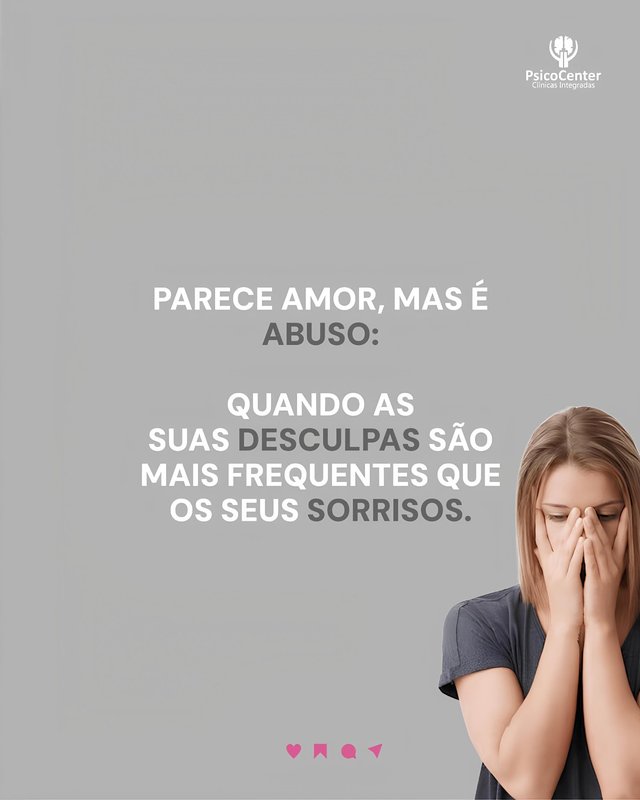 PsicoCenter
Clínicas Integradas
PARECE AMOR, MAS É
ABUSO:
QUANDO AS
SUAS DESCULPAS SÃO
MAIS FREQUENTES QUE
OS SEUS SORRISOS.